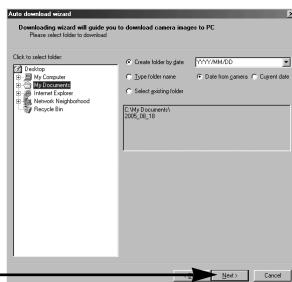 Auto download wizard
Downloading wizard will guide you to download camera images to PC
Please select folder to download
Click to select folder:
Desktop
My Computer
My Documents
Internet Explorer
Network Neighborhood
Recycle Bin
Create folder by date
YYYY/MM/DD
Type folder name
Date from camera
Current date
Select existing folder
C:\My Documents\
2005_08_18
Next >
Cancel